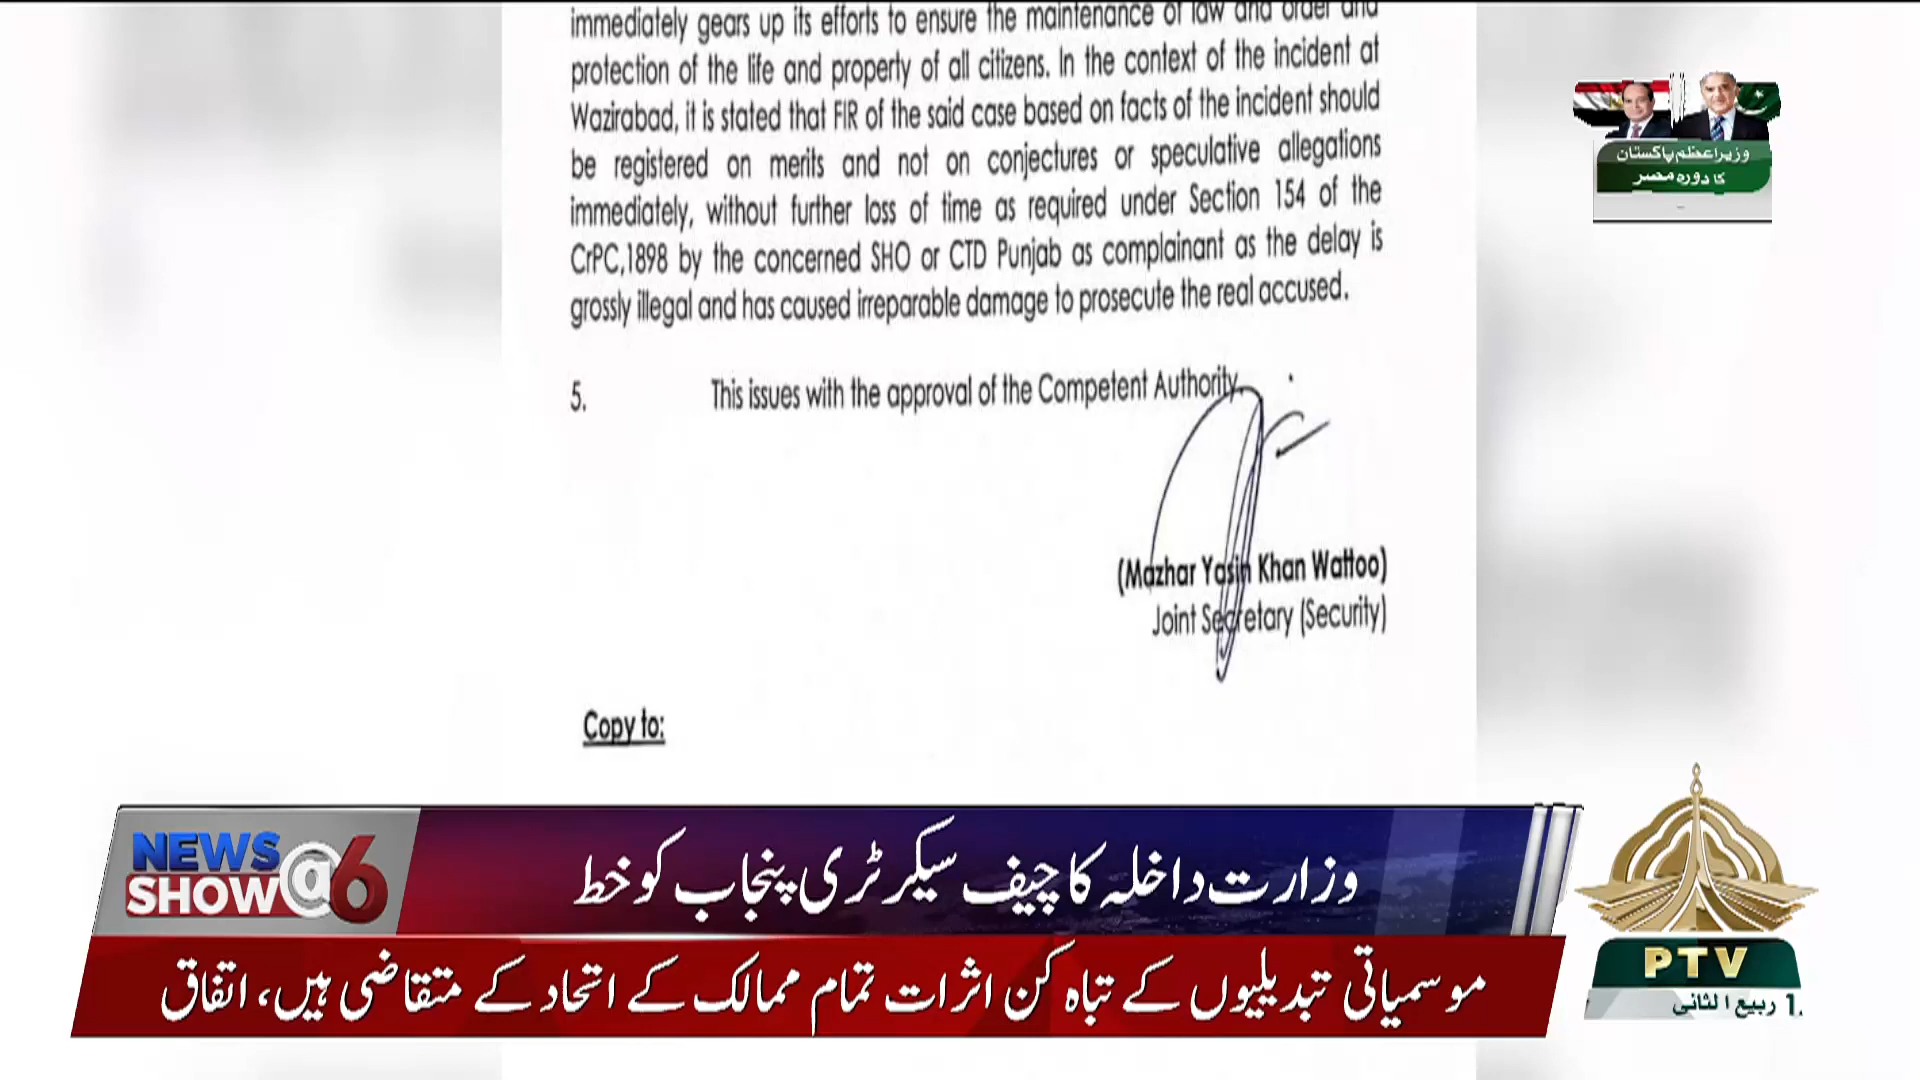 immediately gears up its efforts to ensure the maintenance of law and order and
protection of the life and property of all citizens. In the context of the incident at
Wazirabad, it is stated that FIR of the said case based on facts of the incident should
be registered on merits and not on conjectures or speculative allegations
immediately, without further loss of time as required under Section 154 of the
CrPC,1898 by the concerned SHO or CTD Punjab as complainant as the delay is
grossly illegal and has caused irreparable damage to prosecute the real accused.
5. This issues with the approval of the Competent Authority
(Mazhar Yasin Khan Wattoo)
Joint Secretary (Security)
Copy to:
وزیراعظم پاکستان
کا دورہ مصر
NEWS
SHOW@6
وزارت داخلہ کا چیف سیکرٹری پنجاب کو خط
موسمیاتی تبدیلیوں کے تباہ کن اثرات تمام ممالک کے اتحاد کے متقاضی ہیں، اتفاق
PTV
1 ربیع الثانی